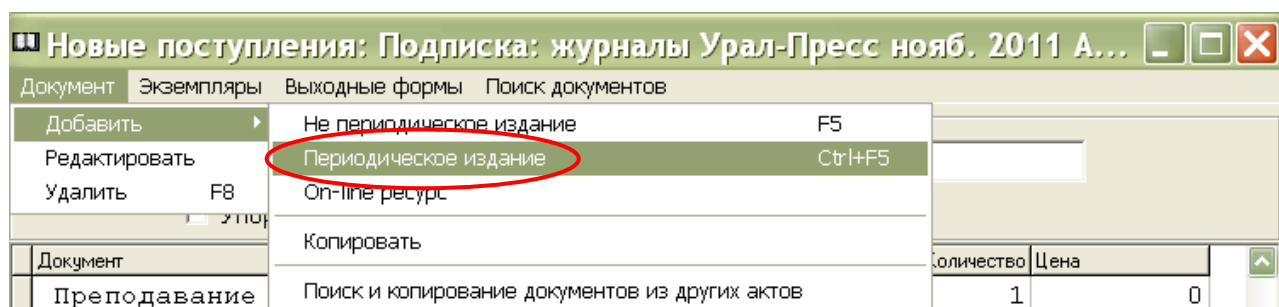 Новые поступления: Подписка: журналы Урал-Пресс нояб. 2011 А...
Документ Экземпляры Выходные формы Поиск документов
Добавить Не периодическое издание F5
Редактировать Периодическое издание Ctrl+F5
Удалить F8 On-line ресурс
Копировать
Документ Количество Цена
Преподавание Поиск и копирование документов из других актов 1 0